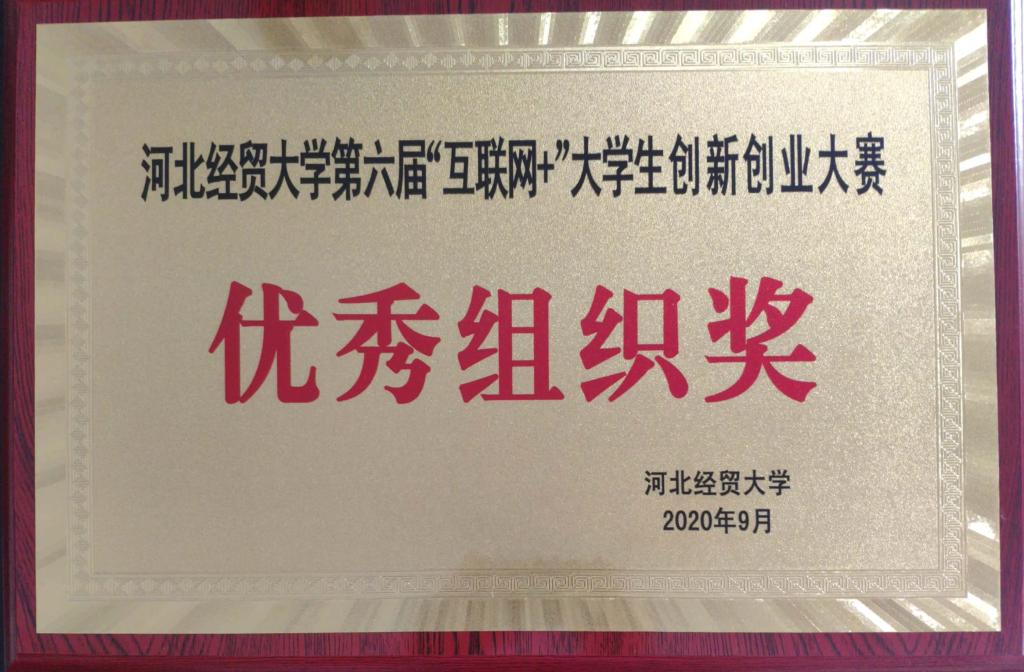 河北经贸大学第六届“互联网+”大学生创新创业大赛
优秀组织奖
河北经贸大学
2020年9月